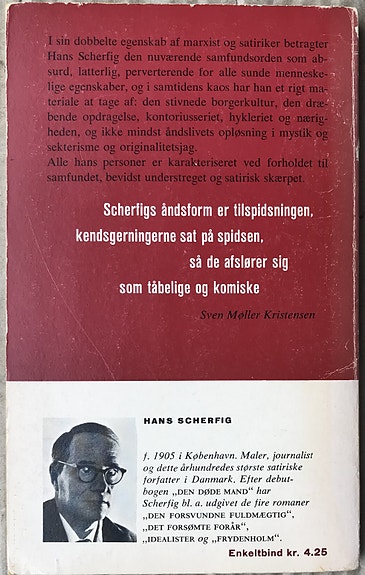 I sin dobbelte egenskab af marxist og satiriker betragter
Hans Scherfig den nuværende samfundsorden som ab-
surd, latterlig, perverterende for alle sunde menneske-
lige egenskaber, og i samtidens kaos har han et rigt ma-
teriale at tage af: den stivnede borgerkultur, den dræ-
bende opdragelse, kontoriusseriet, hykleriet og nærig-
heden, og ikke mindst åndslivets opløsning i mystik og
sekterisme og originalitetsjag.
Alle hans personer er karakteriseret ved forholdet til
samfundet, bevidst understreget og satirisk skærpet.
Scherfigs åndsform er tilspidsningen,
kendsgerningerne sat på spidsen,
så de afslører sig
som tåbelige og komiske
Sven Møller Kristensen
HANS SCHERFIG
f. 1905 i København. Maler, journalist
og dette århundredes største satiriske
forfatter i Danmark. Efter debut-
bogen „DEN DØDE MAND" har
Scherfig bl. a. udgivet de fire romaner
„DEN FORSVUNDNE FULDMÆGTIG",
„DET FORSØMTE FORÅR",
„IDEALISTER og „FRYDENHOLM".
Enkeltbind kr. 4.25